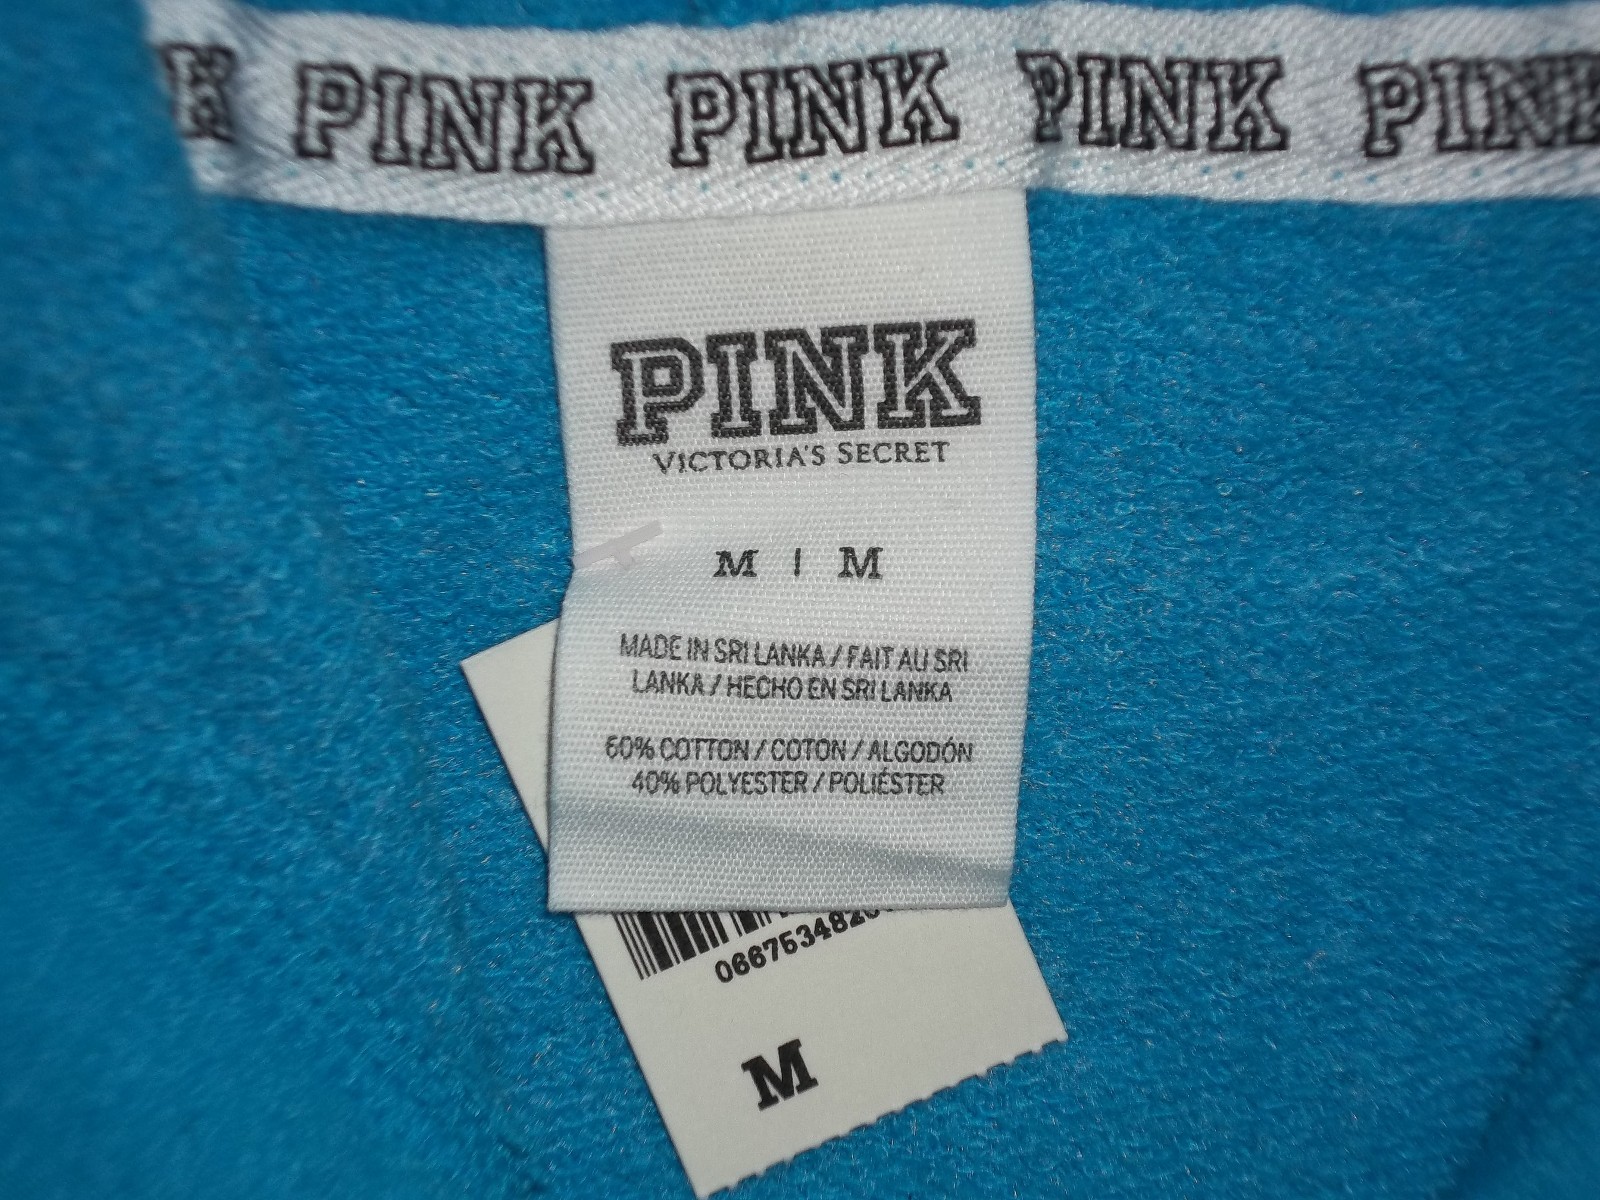 PINK PINK PINK PINK
PINK
VICTORIA'S SECRET
M | M
MADE IN SRI LANKA / FAIT AU SRI
LANKA / HECHO EN SRI LANKA
60% COTTON / COTON / ALGODÓN
40% POLYESTER / POLIÉSTER
M